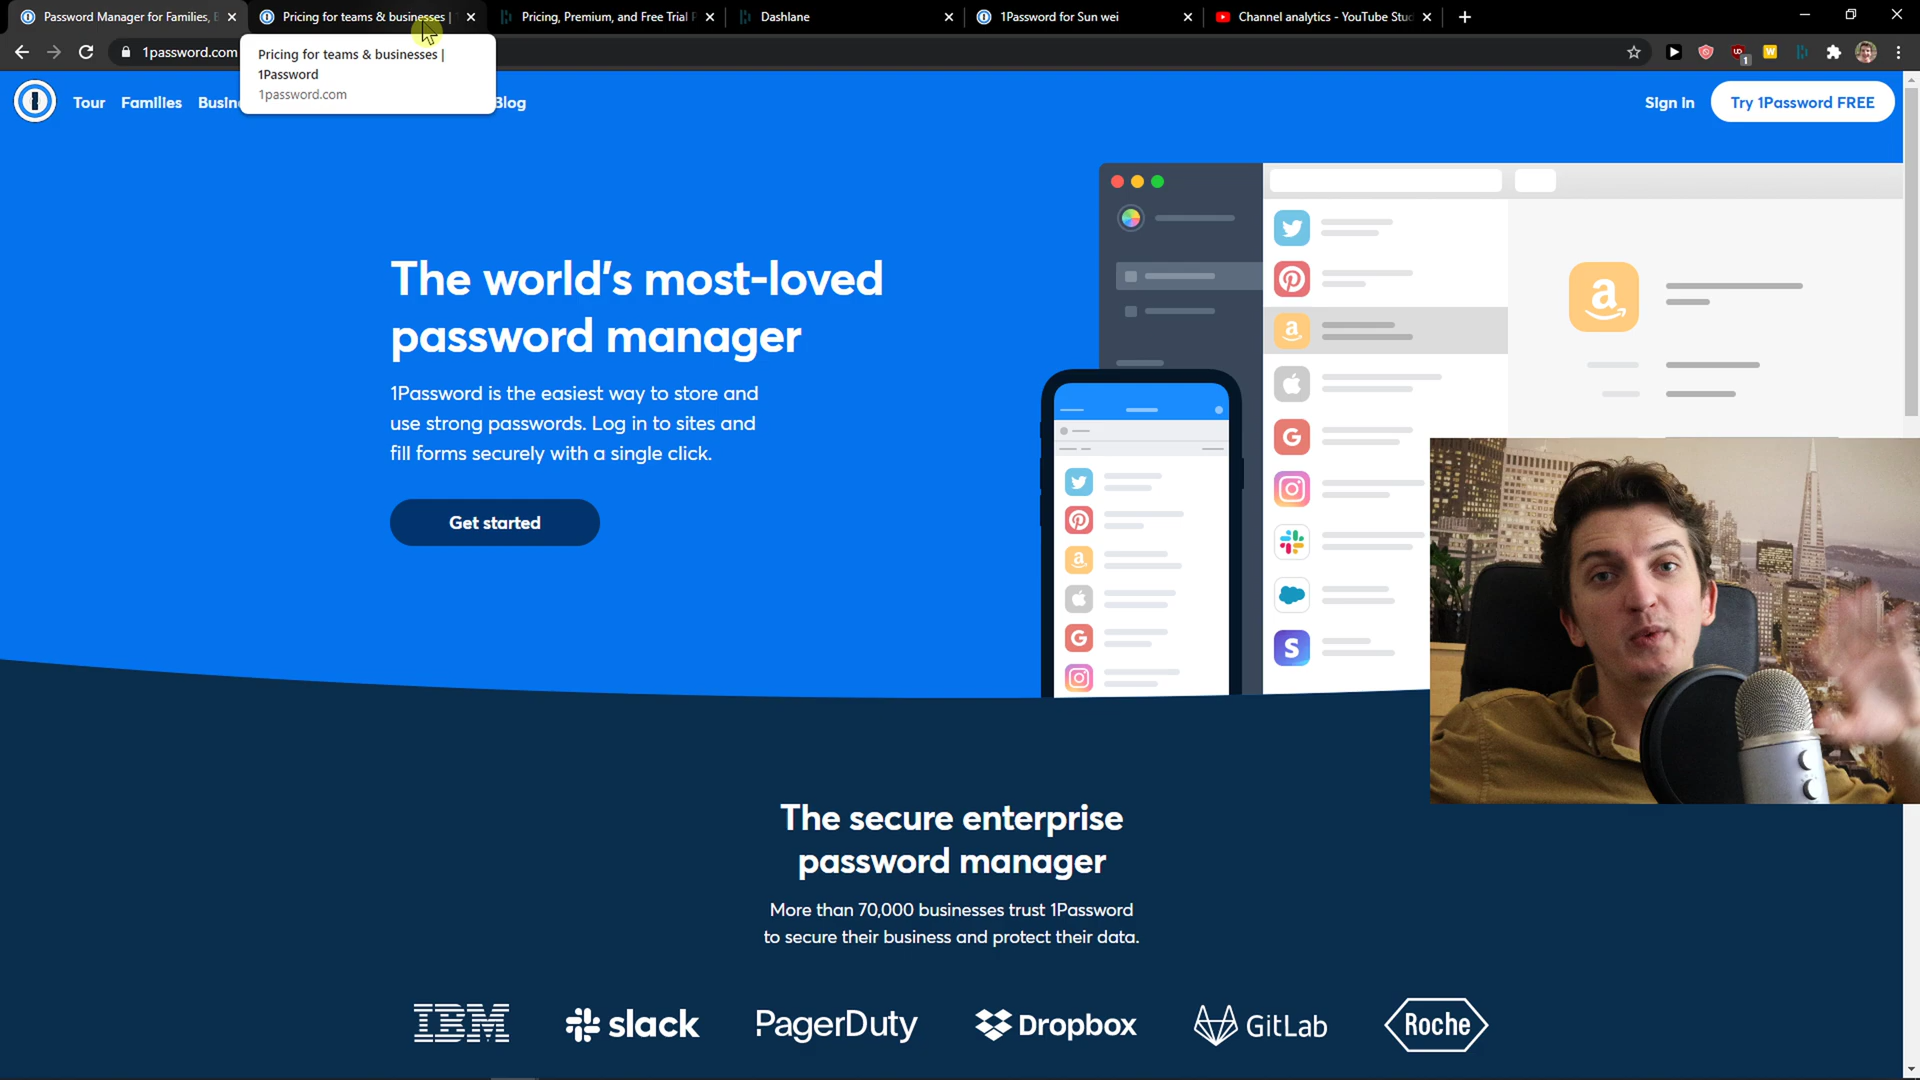 Password Manager for Families, E
Pricing for teams & businesses |
Pricing, Premium, and Free Trial P
Dashlane
1Password for Sun wei
Channel analytics - YouTube Stud
1password.com
Pricing for teams & businesses |
1Password
1password.com
Tour
Families
Busin
Blog
Sign in
Try 1Password FREE
The world's most-loved
password manager
1Password is the easiest way to store and
use strong passwords. Log in to sites and
fill forms securely with a single click.
Get started
The secure enterprise
password manager
More than 70,000 businesses trust 1Password
to secure their business and protect their data.
IBM
slack
PagerDuty
Dropbox
GitLab
Roche